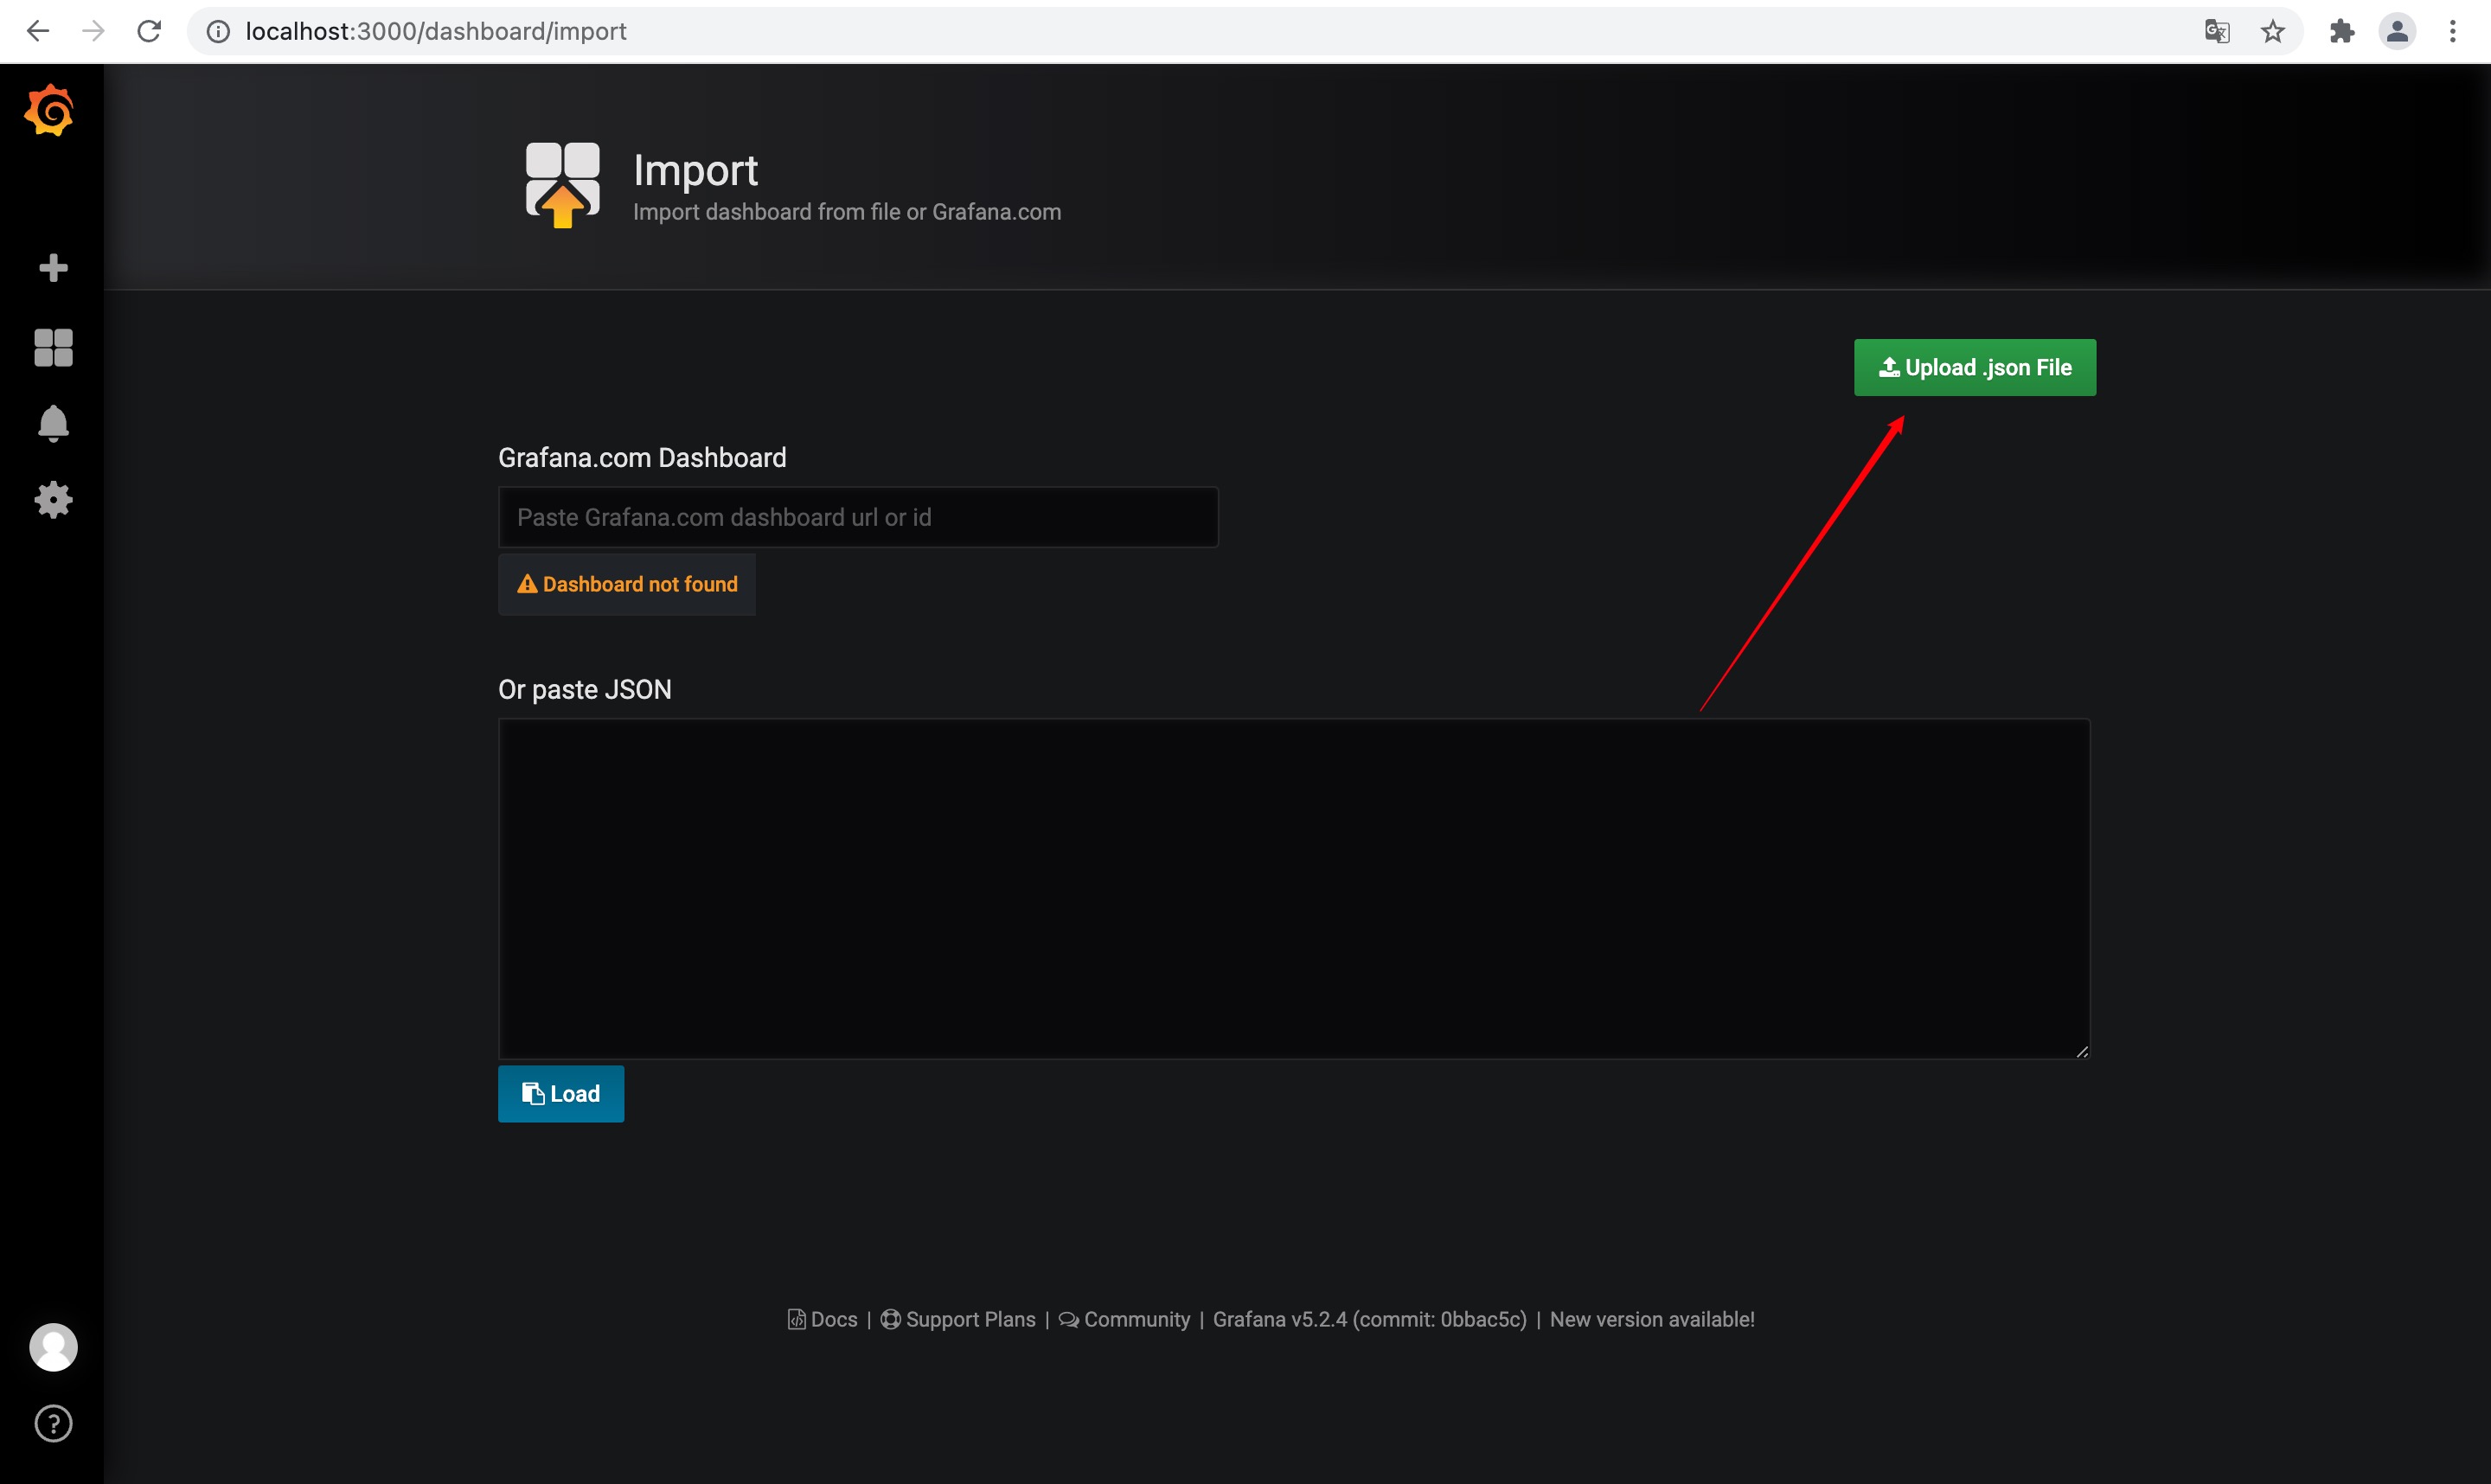 localhost:3000/dashboard/import
Import
Import dashboard from file or Grafana.com
Upload .json File
Grafana.com Dashboard
Paste Grafana.com dashboard url or id
Dashboard not found
Or paste JSON
Load
Docs | Support Plans | Community | Grafana v5.2.4 (commit: 0bbac5c) | New version available!